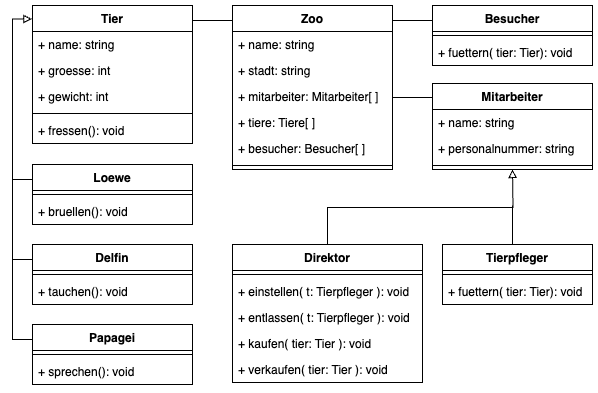 Tier
+ name: string
+ groesse: int
+ gewicht: int
+ fressen(): void
Zoo
+ name: string
+ stadt: string
+ mitarbeiter: Mitarbeiter[ ]
+ tiere: Tiere[ ]
+ besucher: Besucher[ ]
Besucher
+ fuettern( tier: Tier): void
Mitarbeiter
+ name: string
+ personalnummer: string
Loewe
+ bruellen(): void
Delfin
+ tauchen(): void
Papagei
+ sprechen(): void
Direktor
+ einstellen( t: Tierpfleger ): void
+ entlassen( t: Tierpfleger ): void
+ kaufen( tier: Tier ): void
+ verkaufen( tier: Tier ): void
Tierpfleger
+ fuettern( tier: Tier): void